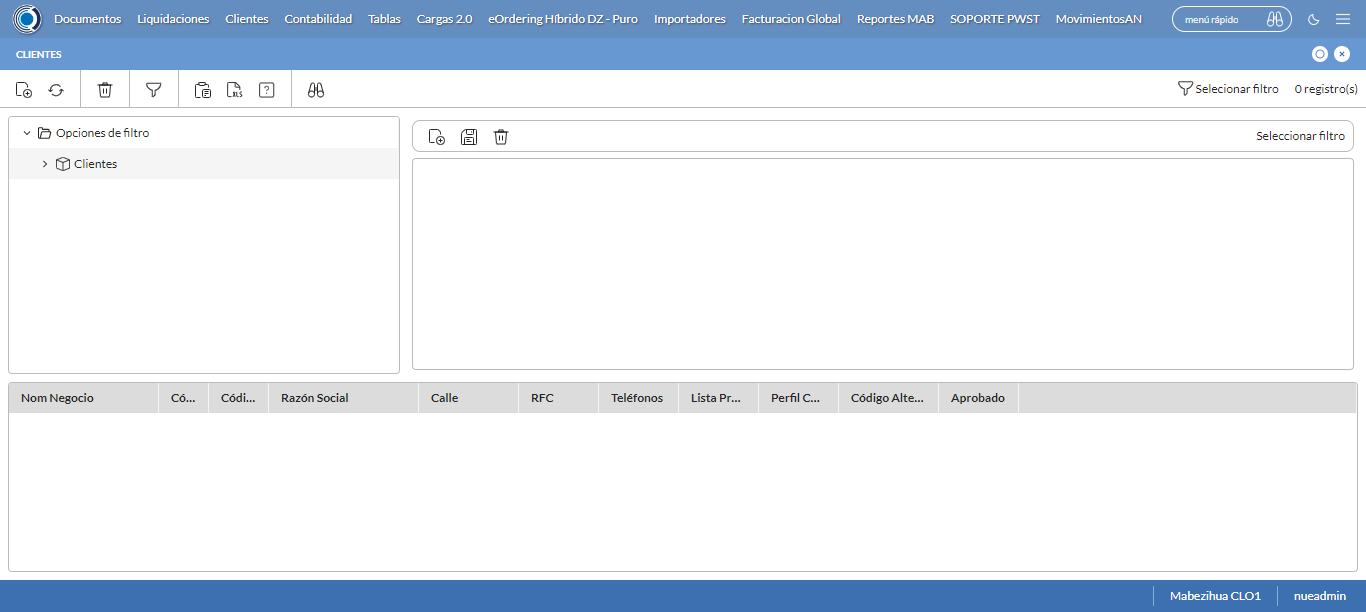 Documentos Liquidaciones Clientes Contabilidad Tablas Cargas 2.0 eOrdering Híbrido DZ - Puro Importadores Facturacion Global Reportes MAB SOPORTE PWST MovimientosAN menú rápido
CLIENTES
XLS ? Selecionar filtro 0 registro(s)
Opciones de filtro
Seleccionar filtro
Clientes
Nom Negocio Có... Códi... Razón Social Calle RFC Teléfonos Lista Pr... Perfil C... Código Alte... Aprobado
Mabezihua CLO1 nueadmin